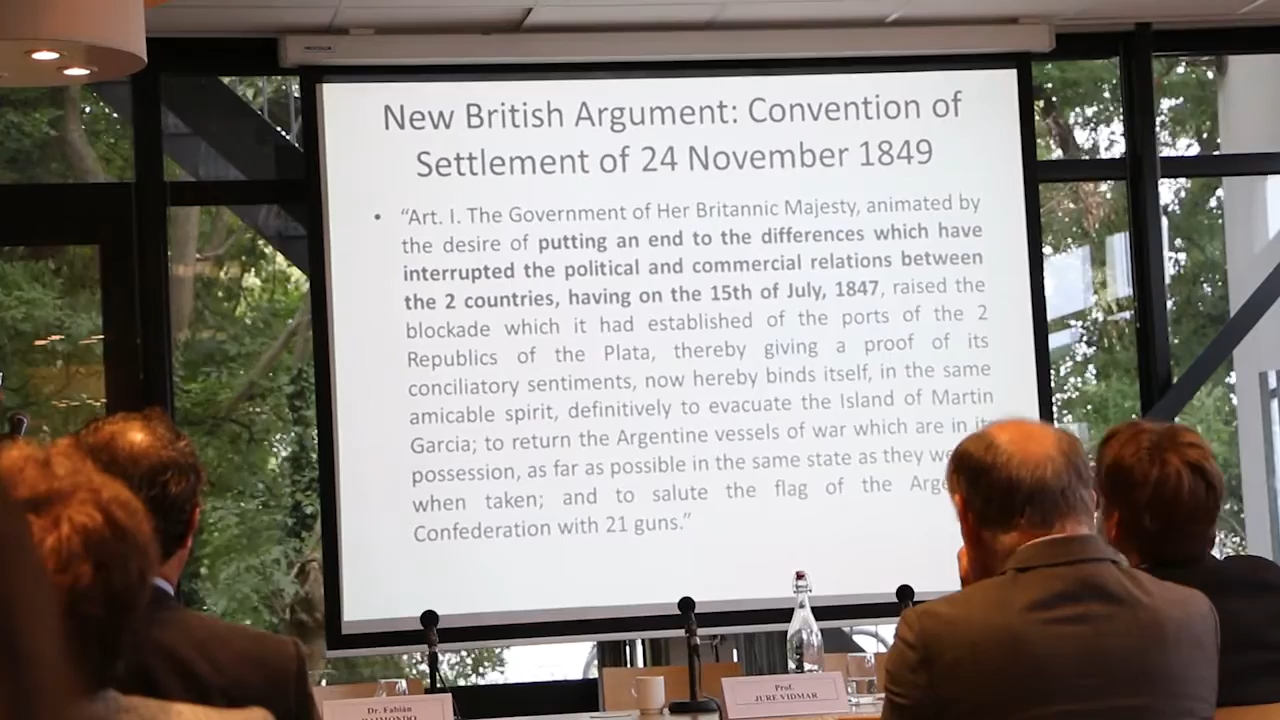 New British Argument: Convention of
Settlement of 24 November 1849
• “Art. I. The Government of Her Britannic Majesty, animated by
the desire of putting an end to the differences which have
interrupted the political and commercial relations between
the 2 countries, having on the 15th of July, 1847, raised the
blockade which it had established of the ports of the 2
Republics of the Plata, thereby giving a proof of its
conciliatory sentiments, now hereby binds itself, in the same
amicable spirit, definitively to evacuate the Island of Martin
Garcia; to return the Argentine vessels of war which are in
possession, as far as possible in the same state as they
when taken; and to salute the flag of the
Confederation with 21 guns.”
Dr. Fabián
RAIMONDO
Prof.
JURE VIDMAR